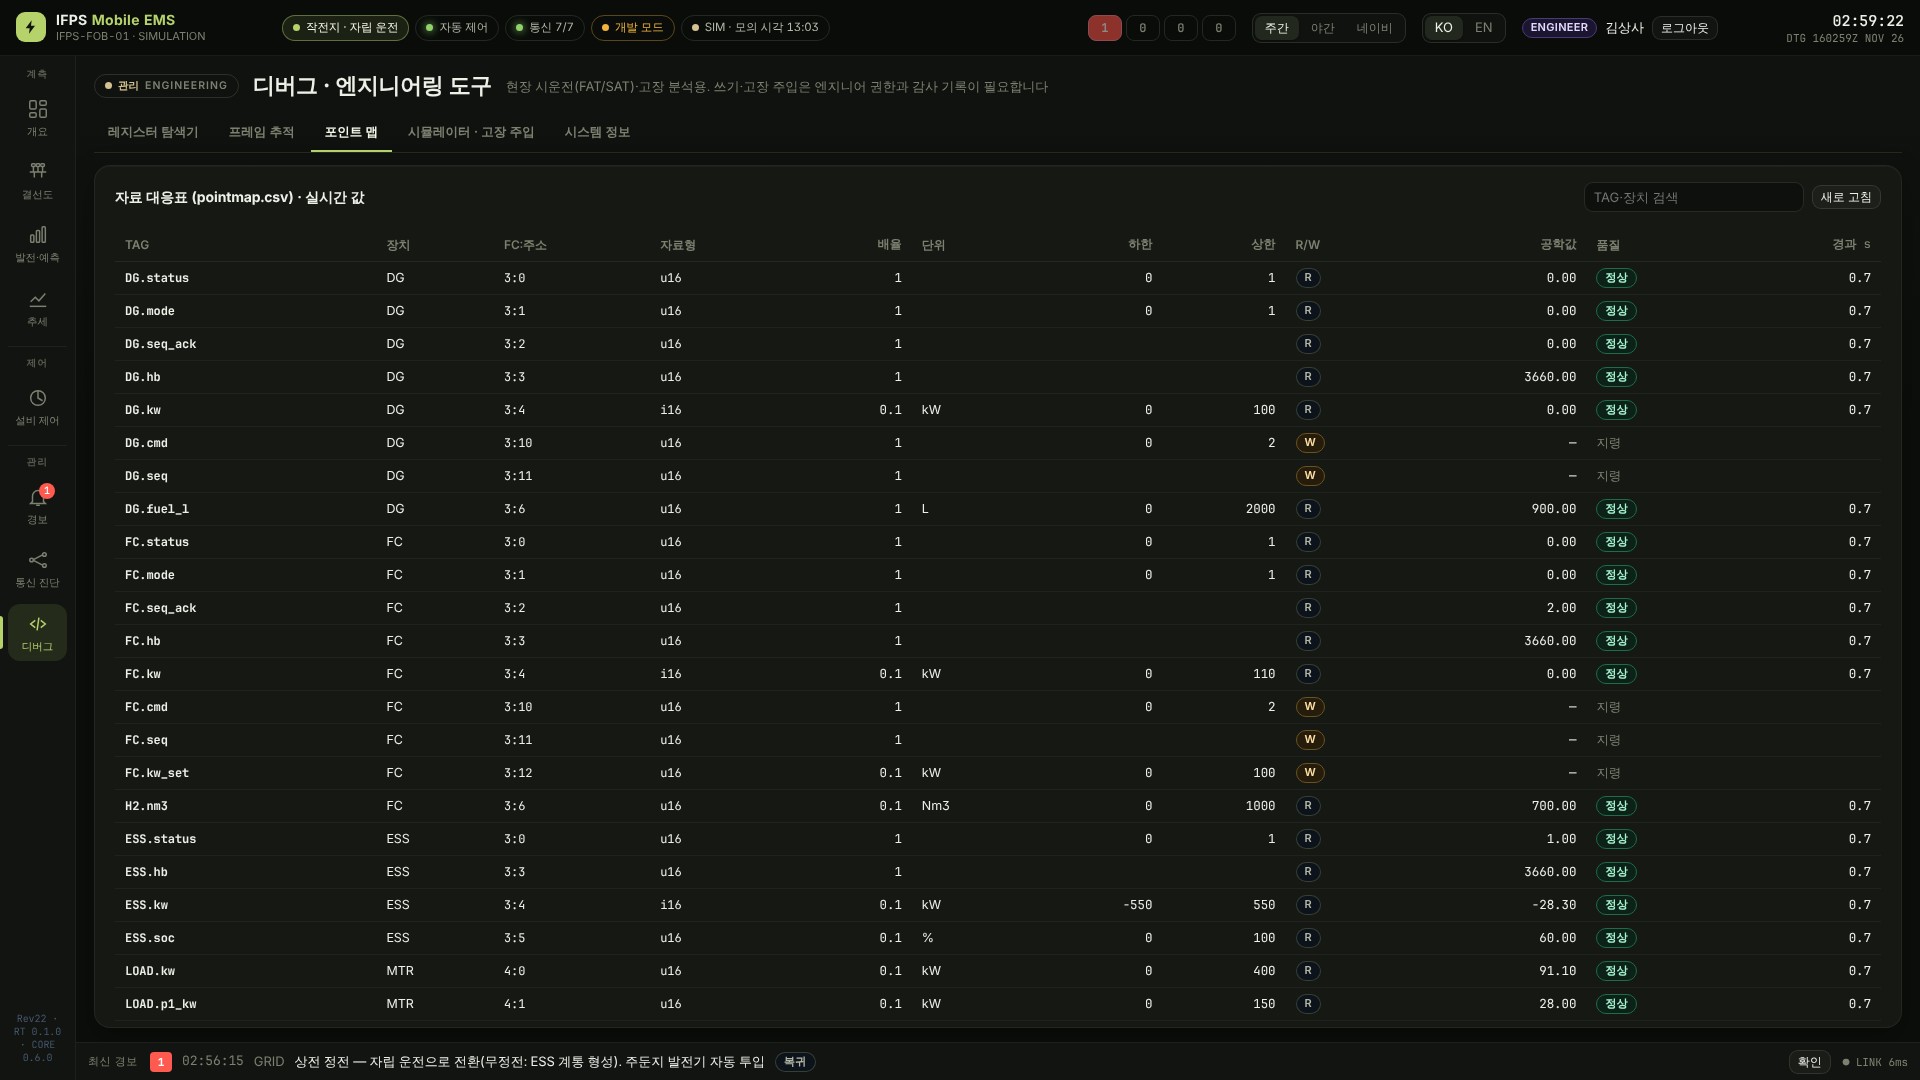 IFPS Mobile EMS
IFPS-FOB-01 · SIMULATION
작전지 · 자립 운전
자동 제어
통신 7/7
개발 모드
SIM · 모의 시각 13:03
1 0 0 0
주간 야간 네이비
KO EN
ENGINEER 김상사 로그아웃
02:59:22
DTG 160259Z NOV 26
계측
개요
결선도
발전·예측
추세
제어
설비 제어
관리
1
경보
통신 진단
디버그
Rev22 ·
RT 0.1.0
· CORE
0.6.0
관리 ENGINEERING
디버그 · 엔지니어링 도구
현장 시운전(FAT/SAT)·고장 분석용. 쓰기·고장 주입은 엔지니어 권한과 감사 기록이 필요합니다
레지스터 탐색기 프레임 추적 포인트 맵 시뮬레이터 · 고장 주입 시스템 정보
자료 대응표 (pointmap.csv) · 실시간 값
TAG·장치 검색
새로 고침
TAG 장치 FC:주소 자료형 배율 단위 하한 상한 R/W 공학값 품질 경과 s
DG.status DG 3:0 u16 1 0 1 R 0.00 정상 0.7
DG.mode DG 3:1 u16 1 0 1 R 0.00 정상 0.7
DG.seq_ack DG 3:2 u16 1 R 0.00 정상 0.7
DG.hb DG 3:3 u16 1 R 3660.00 정상 0.7
DG.kw DG 3:4 i16 0.1 kW 0 100 R 0.00 정상 0.7
DG.cmd DG 3:10 u16 1 0 2 W — 지령
DG.seq DG 3:11 u16 1 W — 지령
DG.fuel_l DG 3:6 u16 1 L 0 2000 R 900.00 정상 0.7
FC.status FC 3:0 u16 1 0 1 R 0.00 정상 0.7
FC.mode FC 3:1 u16 1 0 1 R 0.00 정상 0.7
FC.seq_ack FC 3:2 u16 1 R 2.00 정상 0.7
FC.hb FC 3:3 u16 1 R 3660.00 정상 0.7
FC.kw FC 3:4 i16 0.1 kW 0 110 R 0.00 정상 0.7
FC.cmd FC 3:10 u16 1 0 2 W — 지령
FC.seq FC 3:11 u16 1 W — 지령
FC.kw_set FC 3:12 u16 0.1 kW 0 100 W — 지령
H2.nm3 FC 3:6 u16 0.1 Nm3 0 1000 R 700.00 정상 0.7
ESS.status ESS 3:0 u16 1 0 1 R 1.00 정상 0.7
ESS.hb ESS 3:3 u16 1 R 3660.00 정상 0.7
ESS.kw ESS 3:4 i16 0.1 kW -550 550 R -28.30 정상 0.7
ESS.soc ESS 3:5 u16 0.1 % 0 100 R 60.00 정상 0.7
LOAD.kw MTR 4:0 u16 0.1 kW 0 400 R 91.10 정상 0.7
LOAD.p1_kw MTR 4:1 u16 0.1 kW 0 150 R 28.00 정상 0.7
최신 경보 1 02:56:15 GRID 상전 정전 — 자립 운전으로 전환(무정전: ESS 계통 형성). 주둔지 발전기 자동 투입 복귀
확인 LINK 6ms